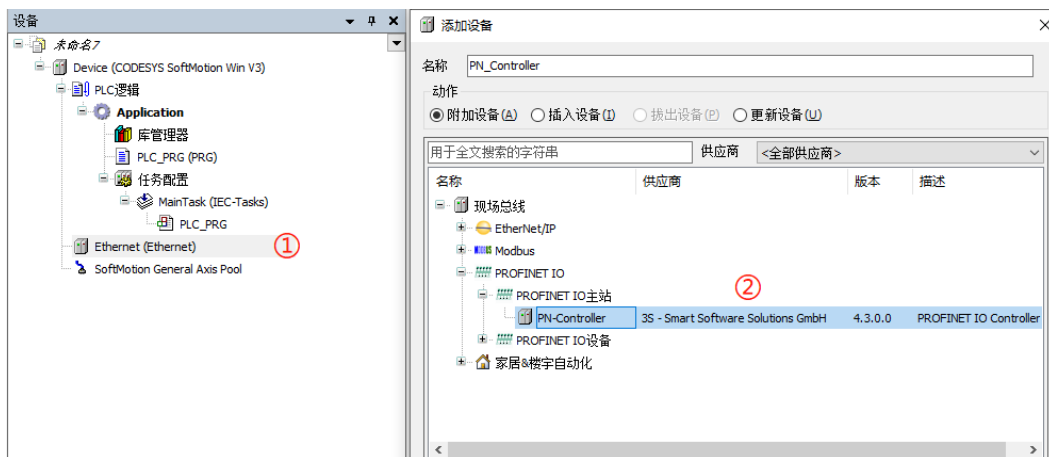 设备
未命名7
Device (CODESYS SoftMotion Win V3)
PLC逻辑
Application
库管理器
PLC_PRG (PRG)
任务配置
MainTask (IEC-Tasks)
PLC_PRG
Ethernet (Ethernet) ①
SoftMotion General Axis Pool
添加设备
名称 PN_Controller
动作
附加设备(A) 插入设备(I) 拔出设备(P) 更新设备(U)
用于全文搜索的字符串 供应商 <全部供应商>
名称 供应商 版本 描述
现场总线
EtherNet/IP
Modbus
PROFINET IO
PROFINET IO主站 ②
PN-Controller 3S - Smart Software Solutions GmbH 4.3.0.0 PROFINET IO Controller
PROFINET IO设备
家居&楼宇自动化